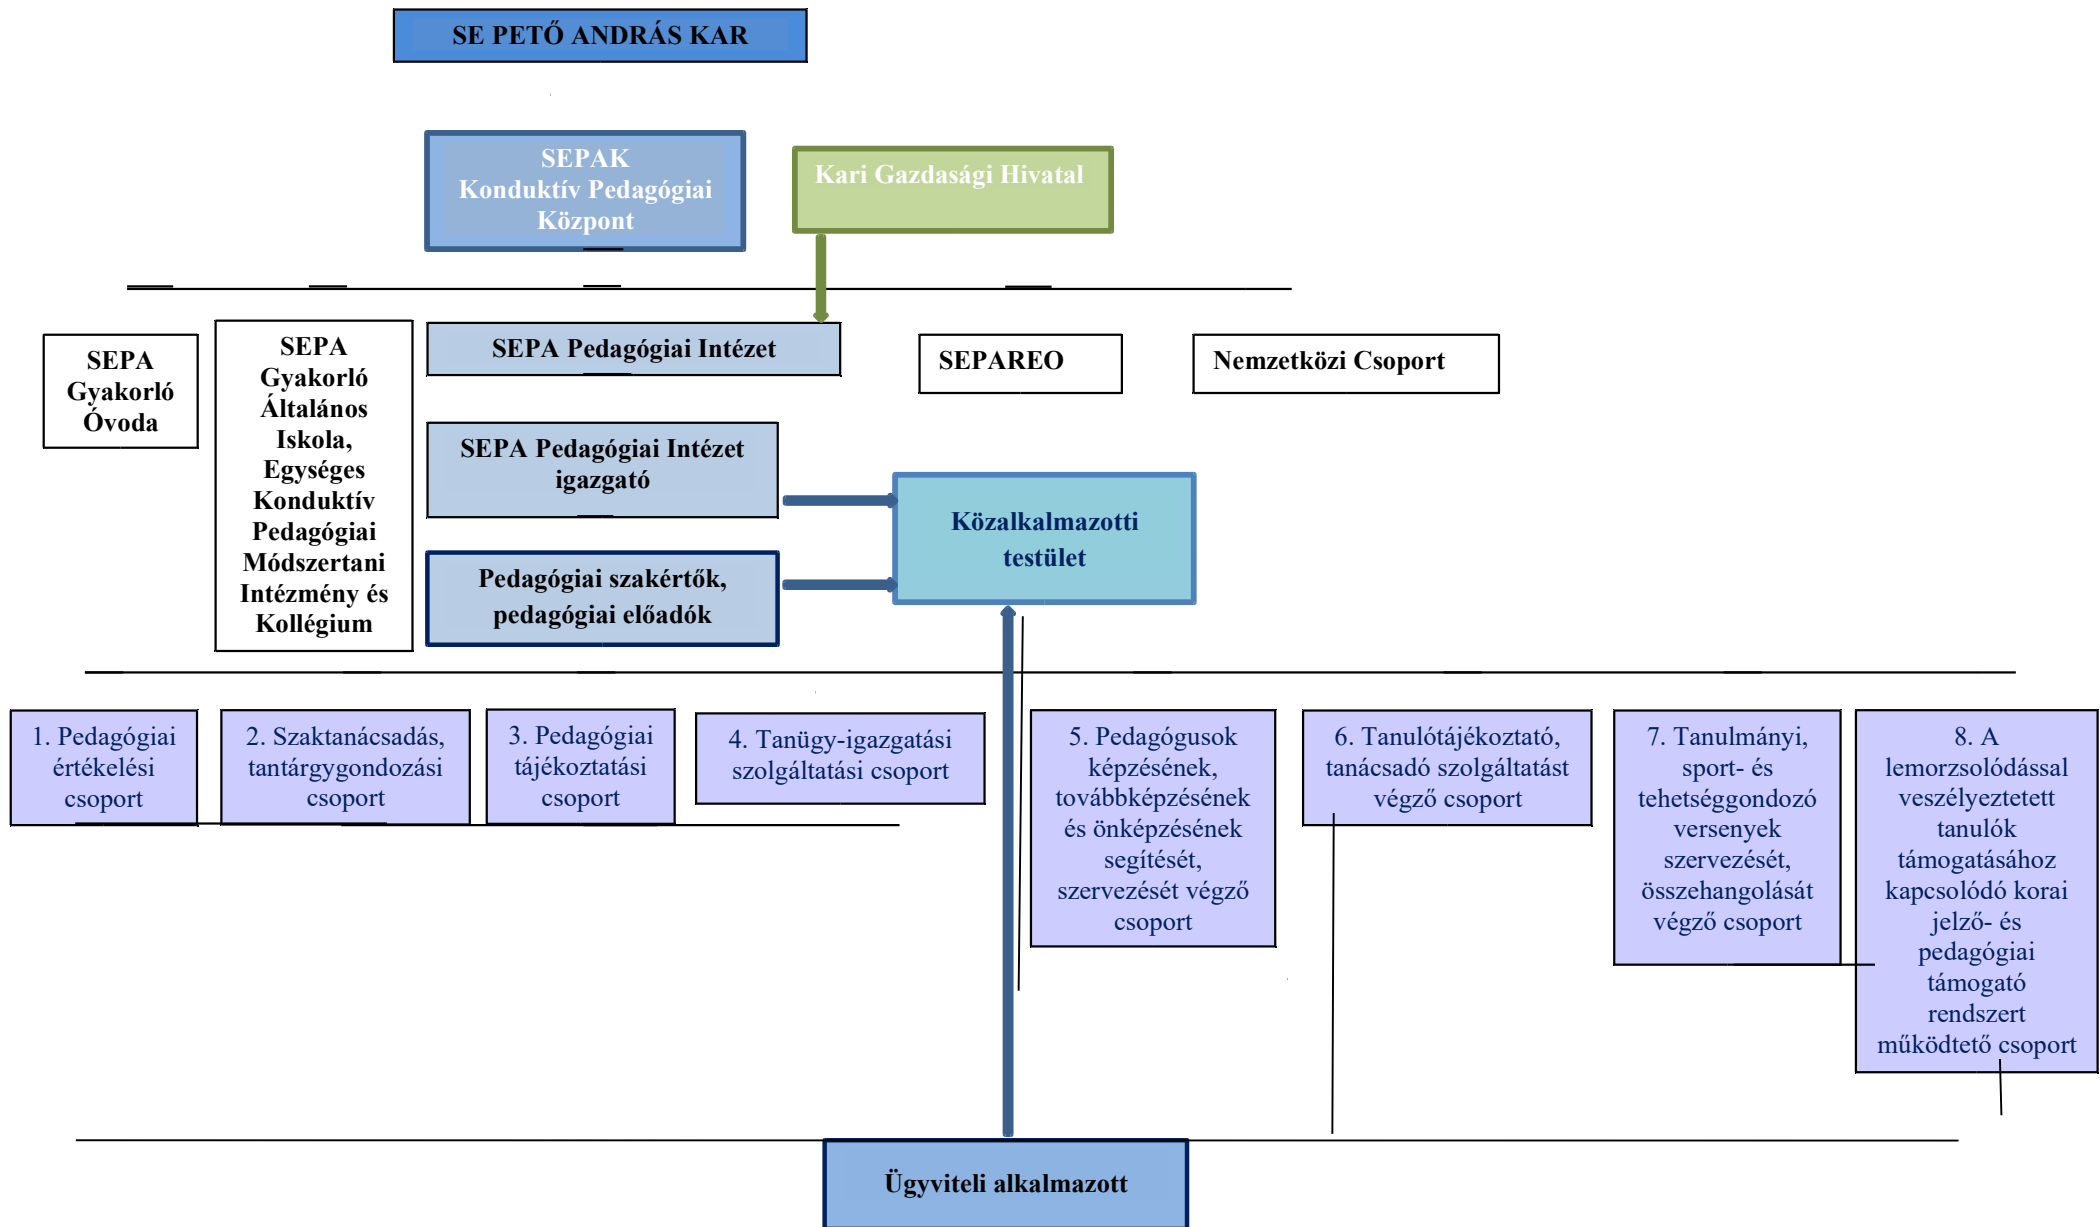 SE PETŐ ANDRÁS KAR
SEPAK
Konduktív Pedagógiai
Központ
Kari Gazdasági Hivatal
SEPA
Gyakorló
Óvoda
SEPA
Gyakorló
Általános
Iskola,
Egységes
Konduktív
Pedagógiai
Módszertani
Intézmény és
Kollégium
SEPA Pedagógiai Intézet
SEPAREO
Nemzetközi Csoport
SEPA Pedagógiai Intézet
igazgató
Pedagógiai szakértők,
pedagógiai előadók
Közalkalmazotti
testület
1. Pedagógiai
értékelési
csoport
2. Szaktanácsadás,
tantárgygondozási
csoport
3. Pedagógiai
tájékoztatási
csoport
4. Tanügy-igazgatási
szolgáltatási csoport
5. Pedagógusok
képzésének,
továbbképzésének
és önképzésének
segítését,
szervezését végző
csoport
6. Tanulótájékoztató,
tanácsadó szolgáltatást
végző csoport
7. Tanulmányi,
sport- és
tehetséggondozó
versenyek
szervezését,
összehangolását
végző csoport
8. A
lemorzsolódással
veszélyeztetett
tanulók
támogatásához
kapcsolódó korai
jelző- és
pedagógiai
támogató
rendszert
működtető csoport
Ügyviteli alkalmazott